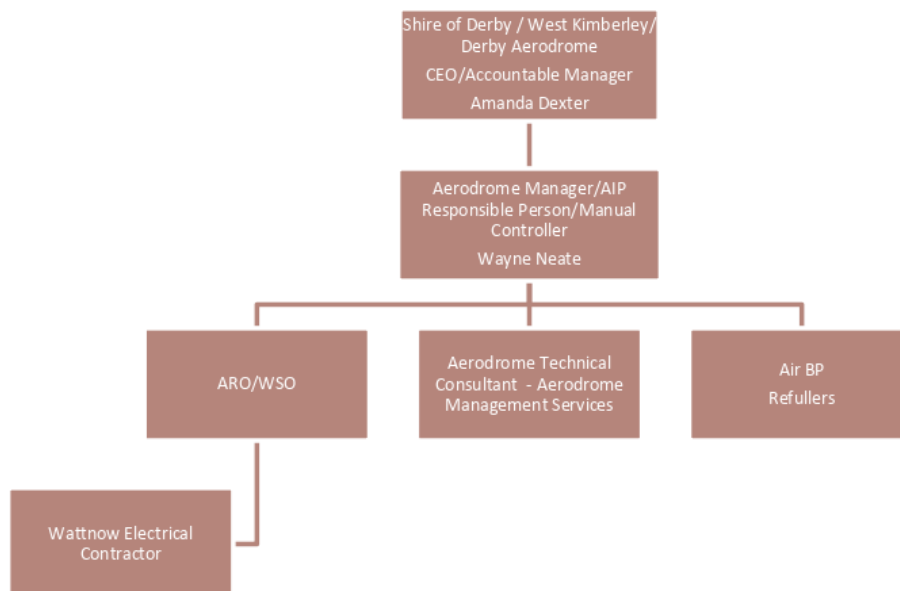 Shire of Derby / West Kimberley/
Derby Aerodrome
CEO/Accountable Manager
Amanda Dexter
Aerodrome Manager/AIP
Responsible Person/Manual
Controller
Wayne Neate
ARO/WSO
Aerodrome Technical
Consultant - Aerodrome
Management Services
Air BP
Refullers
Wattnow Electrical
Contractor